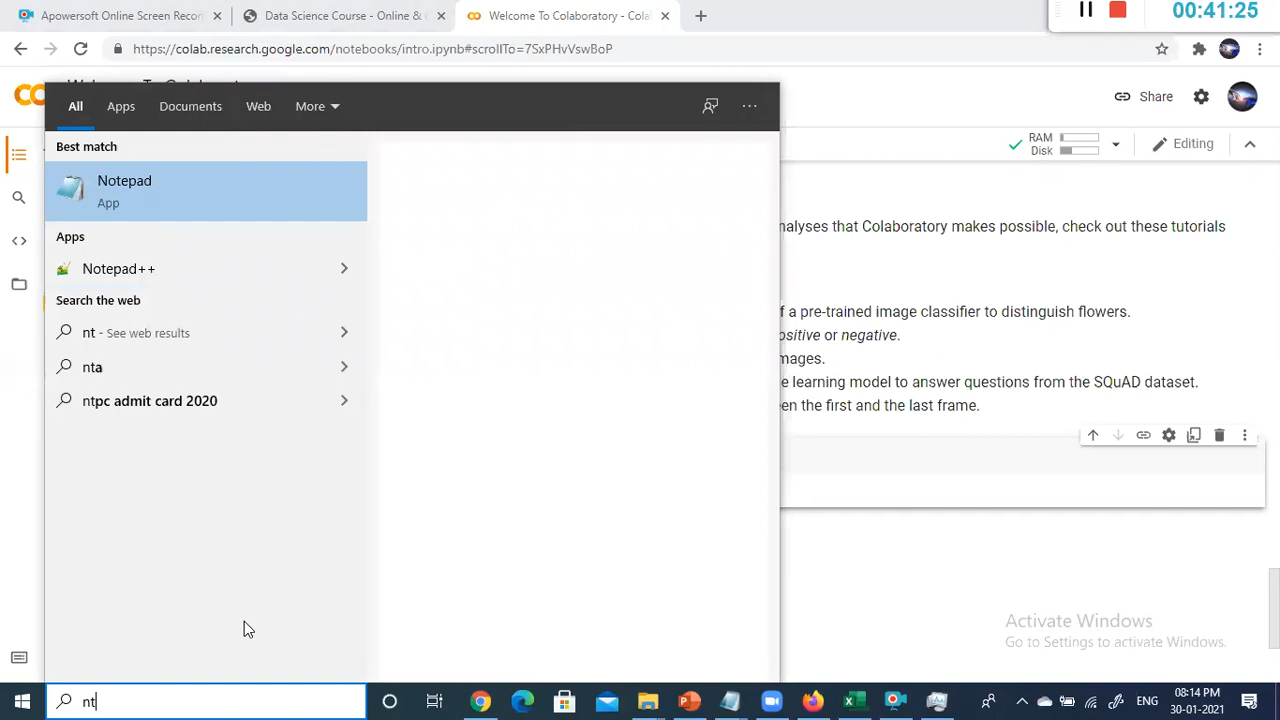 Apowersoft Online Screen Recor
Data Science Course - Online & I
Welcome To Colaboratory - Cola
00:41:25
https://colab.research.google.com/notebooks/intro.ipynb#scrollTo=7SxPHvVswBoP
Share
All
Apps
Documents
Web
More
RAM
Disk
Editing
Best match
Notepad
App
Apps
Notepad++
Search the web
nt - See web results
nta
ntpc admit card 2020
nalyses that Colaboratory makes possible, check out these tutorials
f a pre-trained image classifier to distinguish flowers.
ositive or negative.
mages.
e learning model to answer questions from the SQuAD dataset.
en the first and the last frame.
Activate Windows
Go to Settings to activate Windows.
nt
ENG
08:14 PM
30-01-2021